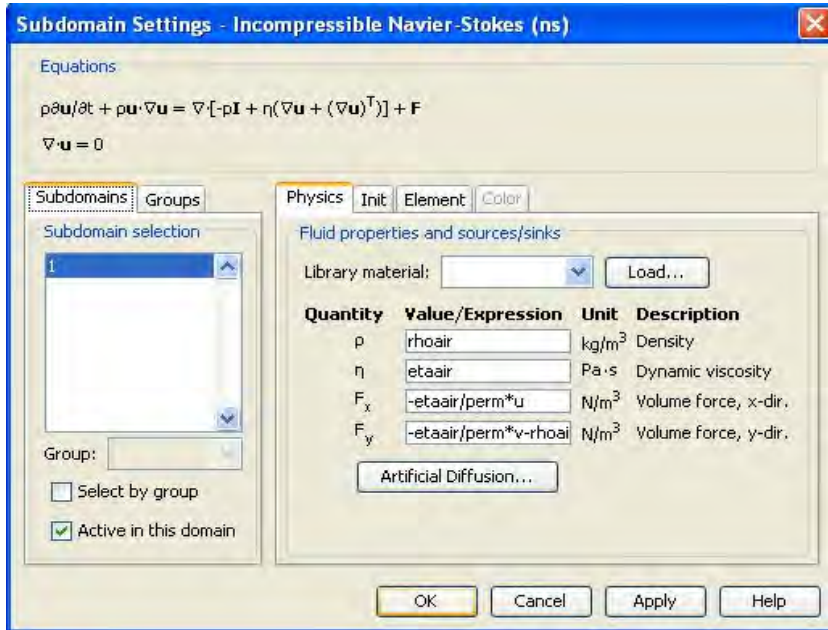 Subdomain Settings - Incompressible Navier-Stokes (ns)
Equations
ρ∂u/∂t + ρu·∇u = ∇·[-pI + η(∇u + (∇u)ᵀ)] + F
∇·u = 0
Subdomains Groups
Subdomain selection
1
Group:
Select by group
Active in this domain
Physics Init Element Color
Fluid properties and sources/sinks
Library material: Load...
Quantity Value/Expression Unit Description
ρ rhoair kg/m³ Density
η etaair Pa·s Dynamic viscosity
Fₓ -etaair/perm*u N/m³ Volume force, x-dir.
Fᵧ -etaair/perm*v-rhoai N/m³ Volume force, y-dir.
Artificial Diffusion...
OK Cancel Apply Help